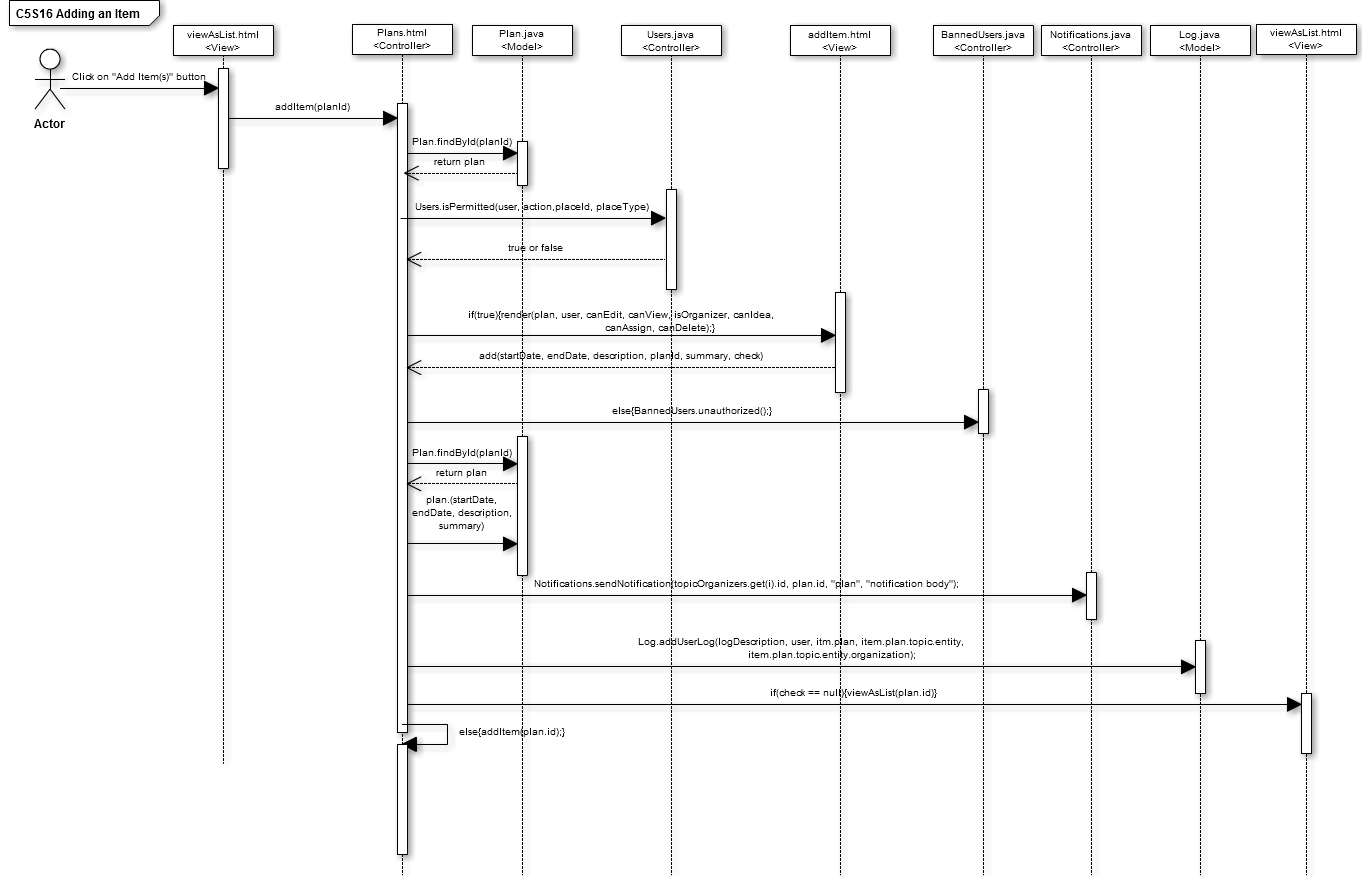 C5S16 Adding an Item
viewAsList.html
<View>
Plans.html
<Controller>
Plan.java
<Model>
Users.java
<Controller>
addItem.html
<View>
BannedUsers.java
<Controller>
Notifications.java
<Controller>
Log.java
<Model>
viewAsList.html
<View>
Click on "Add Item(s)" button
Actor
addItem(planId)
Plan.findById(planId)
return plan
Users.isPermitted(user, action,placeId, placeType)
true or false
if(true){render(plan, user, canEdit, canView, isOrganizer, canIdea,
canAssign, canDelete);}
add(startDate, endDate, description, planId, summary, check)
else{BannedUsers.unauthorized();}
Plan.findById(planId)
return plan
plan.(startDate,
endDate, description,
summary)
Notifications.sendNotification(topicOrganizers.get(i).id, plan.id, "plan", "notification body");
Log.addUserLog(logDescription, user, itm.plan, item.plan.topic.entity,
item.plan.topic.entity.organization);
if(check == null){viewAsList(plan.id)}
else{addItem(plan.id);}